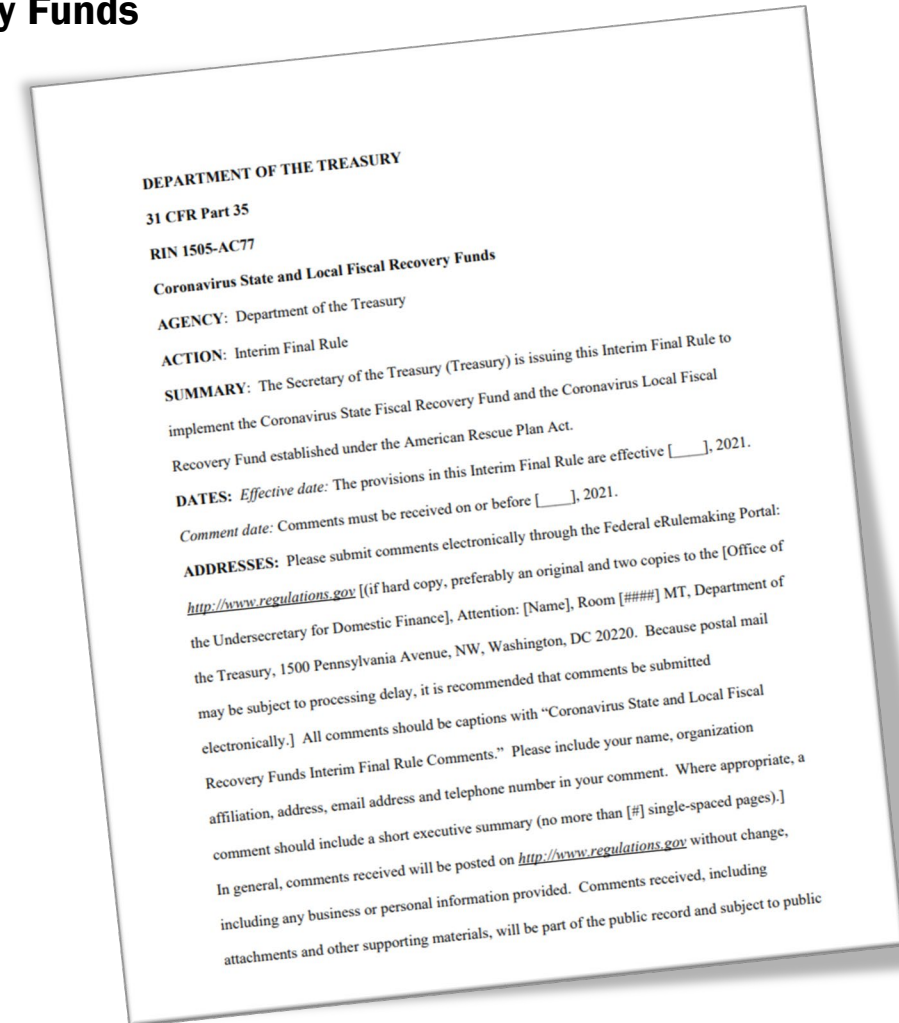 y Funds
DEPARTMENT OF THE TREASURY
31 CFR Part 35
RIN 1505-AC77
Coronavirus State and Local Fiscal Recovery Funds
AGENCY: Department of the Treasury
ACTION: Interim Final Rule
SUMMARY: The Secretary of the Treasury (Treasury) is issuing this Interim Final Rule to
implement the Coronavirus State Fiscal Recovery Fund and the Coronavirus Local Fiscal
Recovery Fund established under the American Rescue Plan Act.
DATES: Effective date: The provisions in this Interim Final Rule are effective [____], 2021.
Comment date: Comments must be received on or before [____], 2021.
ADDRESSES: Please submit comments electronically through the Federal eRulemaking Portal:
http://www.regulations.gov [(if hard copy, preferably an original and two copies to the [Office of
the Undersecretary for Domestic Finance], Attention: [Name], Room [####] MT, Department of
the Treasury, 1500 Pennsylvania Avenue, NW, Washington, DC 20220. Because postal mail
may be subject to processing delay, it is recommended that comments be submitted
electronically.] All comments should be captions with “Coronavirus State and Local Fiscal
Recovery Funds Interim Final Rule Comments.” Please include your name, organization
affiliation, address, email address and telephone number in your comment. Where appropriate, a
comment should include a short executive summary (no more than [#] single-spaced pages).]
In general, comments received will be posted on http://www.regulations.gov without change,
including any business or personal information provided. Comments received, including
attachments and other supporting materials, will be part of the public record and subject to public